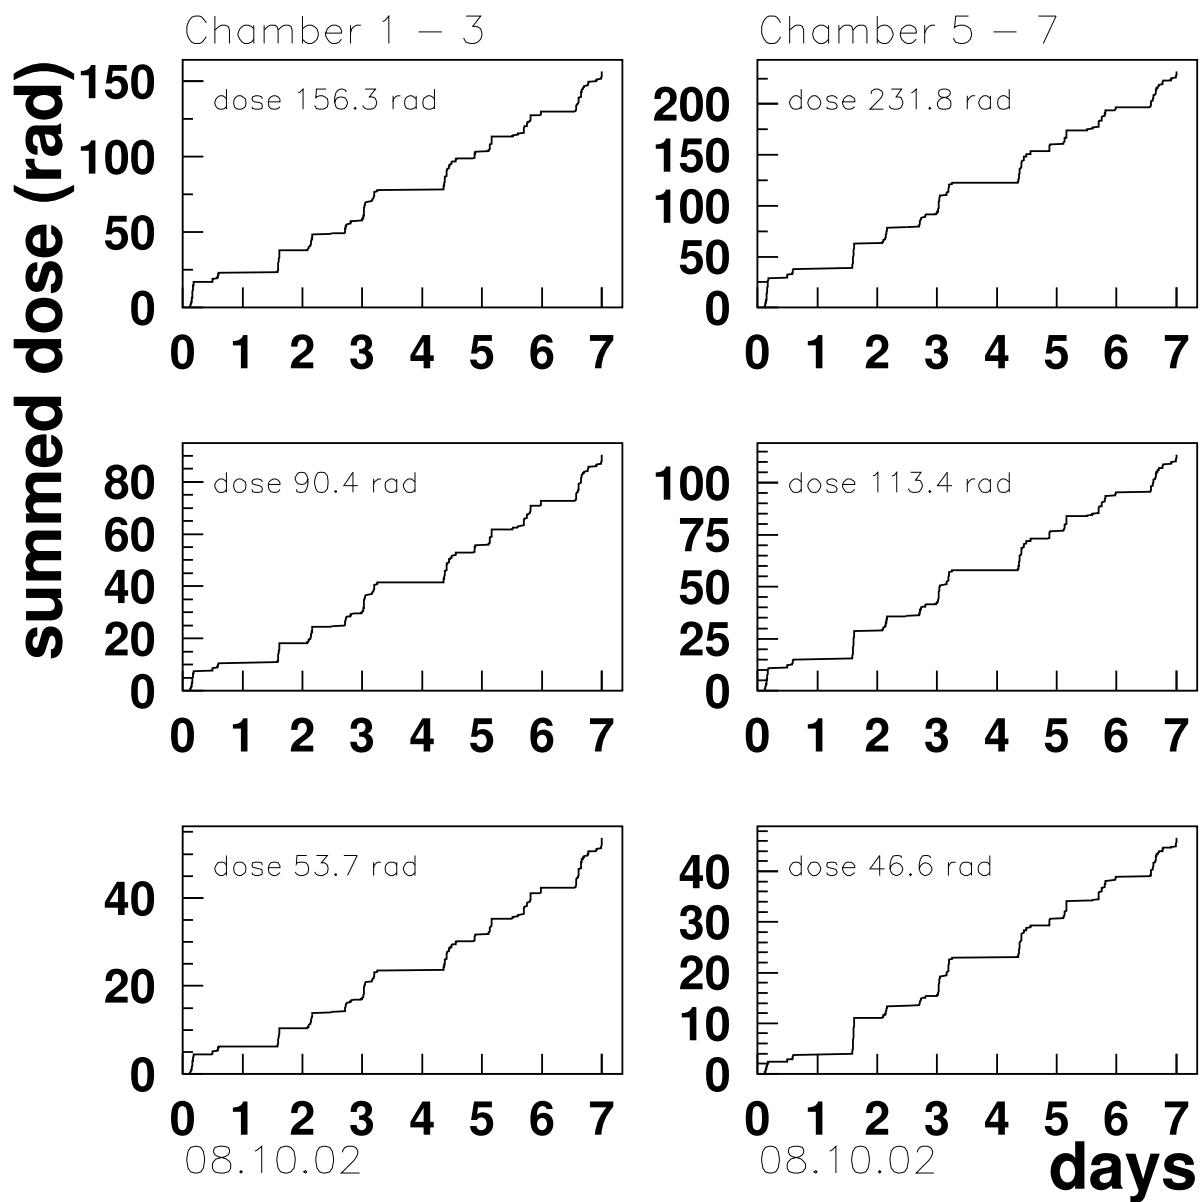 Chamber 1 – 3
Chamber 5 – 7
summed dose (rad)
dose 156.3 rad
150
100
50
0
0 1 2 3 4 5 6 7
dose 231.8 rad
200
150
100
50
0
0 1 2 3 4 5 6 7
dose 90.4 rad
80
60
40
20
0
0 1 2 3 4 5 6 7
dose 113.4 rad
100
75
50
25
0
0 1 2 3 4 5 6 7
dose 53.7 rad
40
20
0
0 1 2 3 4 5 6 7
dose 46.6 rad
40
30
20
10
0
0 1 2 3 4 5 6 7
08.10.02
08.10.02
days